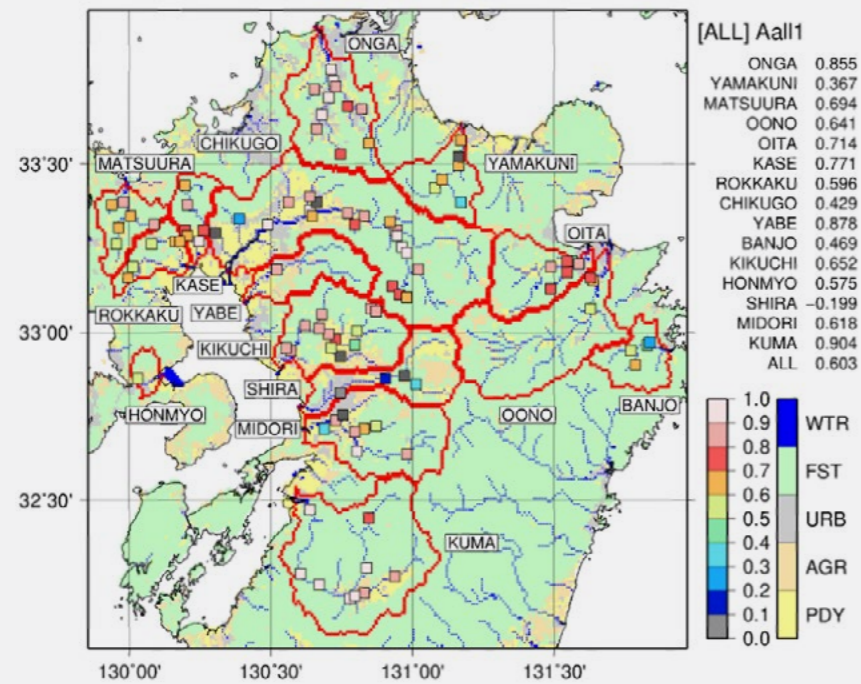 [ALL] Aall1
ONGA 0.855
YAMAKUNI 0.367
MATSUURA 0.694
OONO 0.641
OITA 0.714
KASE 0.771
ROKKAKU 0.596
CHIKUGO 0.429
YABE 0.878
BANJO 0.469
KIKUCHI 0.652
HONMYO 0.575
SHIRA −0.199
MIDORI 0.618
KUMA 0.904
ALL 0.603
ONGA
CHIKUGO
MATSUURA
YAMAKUNI
OITA
KASE
ROKKAKU
YABE
KIKUCHI
SHIRA
HONMYO
MIDORI
OONO
BANJO
KUMA
33˚30'
33˚00'
32˚30'
130˚00'
130˚30'
131˚00'
131˚30'
1.0
0.9
0.8
0.7
0.6
0.5
0.4
0.3
0.2
0.1
0.0
WTR
FST
URB
AGR
PDY